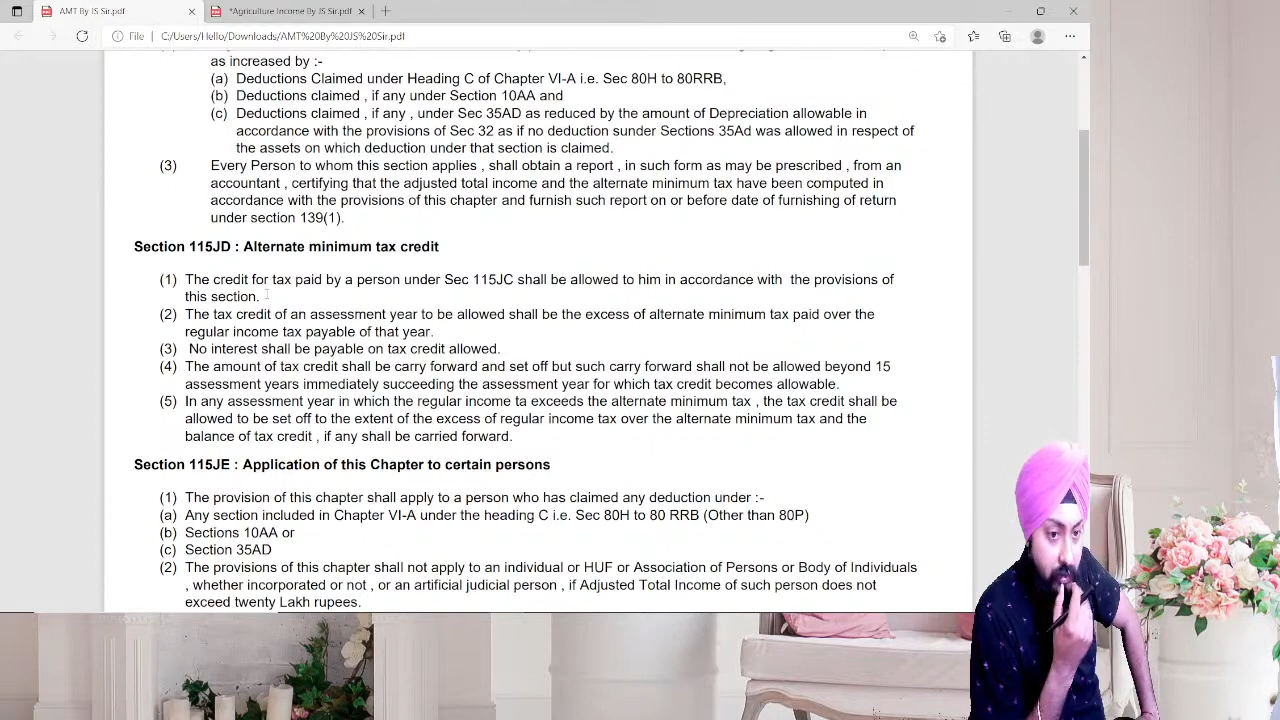 AMT By JS Sir.pdf
*Agriculture Income By JS Sir.pdf
File
C:/Users/Hello/Downloads/AMT%20By%20JS%20Sir.pdf
as increased by :-
(a) Deductions Claimed under Heading C of Chapter VI-A i.e. Sec 80H to 80RRB,
(b) Deductions claimed , if any under Section 10AA and
(c) Deductions claimed , if any , under Sec 35AD as reduced by the amount of Depreciation allowable in
accordance with the provisions of Sec 32 as if no deduction sunder Sections 35Ad was allowed in respect of
the assets on which deduction under that section is claimed.
(3) Every Person to whom this section applies , shall obtain a report , in such form as may be prescribed , from an
accountant , certifying that the adjusted total income and the alternate minimum tax have been computed in
accordance with the provisions of this chapter and furnish such report on or before date of furnishing of return
under section 139(1).
Section 115JD : Alternate minimum tax credit
(1) The credit for tax paid by a person under Sec 115JC shall be allowed to him in accordance with the provisions of
this section.
(2) The tax credit of an assessment year to be allowed shall be the excess of alternate minimum tax paid over the
regular income tax payable of that year.
(3) No interest shall be payable on tax credit allowed.
(4) The amount of tax credit shall be carry forward and set off but such carry forward shall not be allowed beyond 15
assessment years immediately succeeding the assessment year for which tax credit becomes allowable.
(5) In any assessment year in which the regular income ta exceeds the alternate minimum tax , the tax credit shall be
allowed to be set off to the extent of the excess of regular income tax over the alternate minimum tax and the
balance of tax credit , if any shall be carried forward.
Section 115JE : Application of this Chapter to certain persons
(1) The provision of this chapter shall apply to a person who has claimed any deduction under :-
(a) Any section included in Chapter VI-A under the heading C i.e. Sec 80H to 80 RRB (Other than 80P)
(b) Sections 10AA or
(c) Section 35AD
(2) The provisions of this chapter shall not apply to an individual or HUF or Association of Persons or Body of Individuals
, whether incorporated or not , or an artificial judicial person , if Adjusted Total Income of such person does not
exceed twenty Lakh rupees.